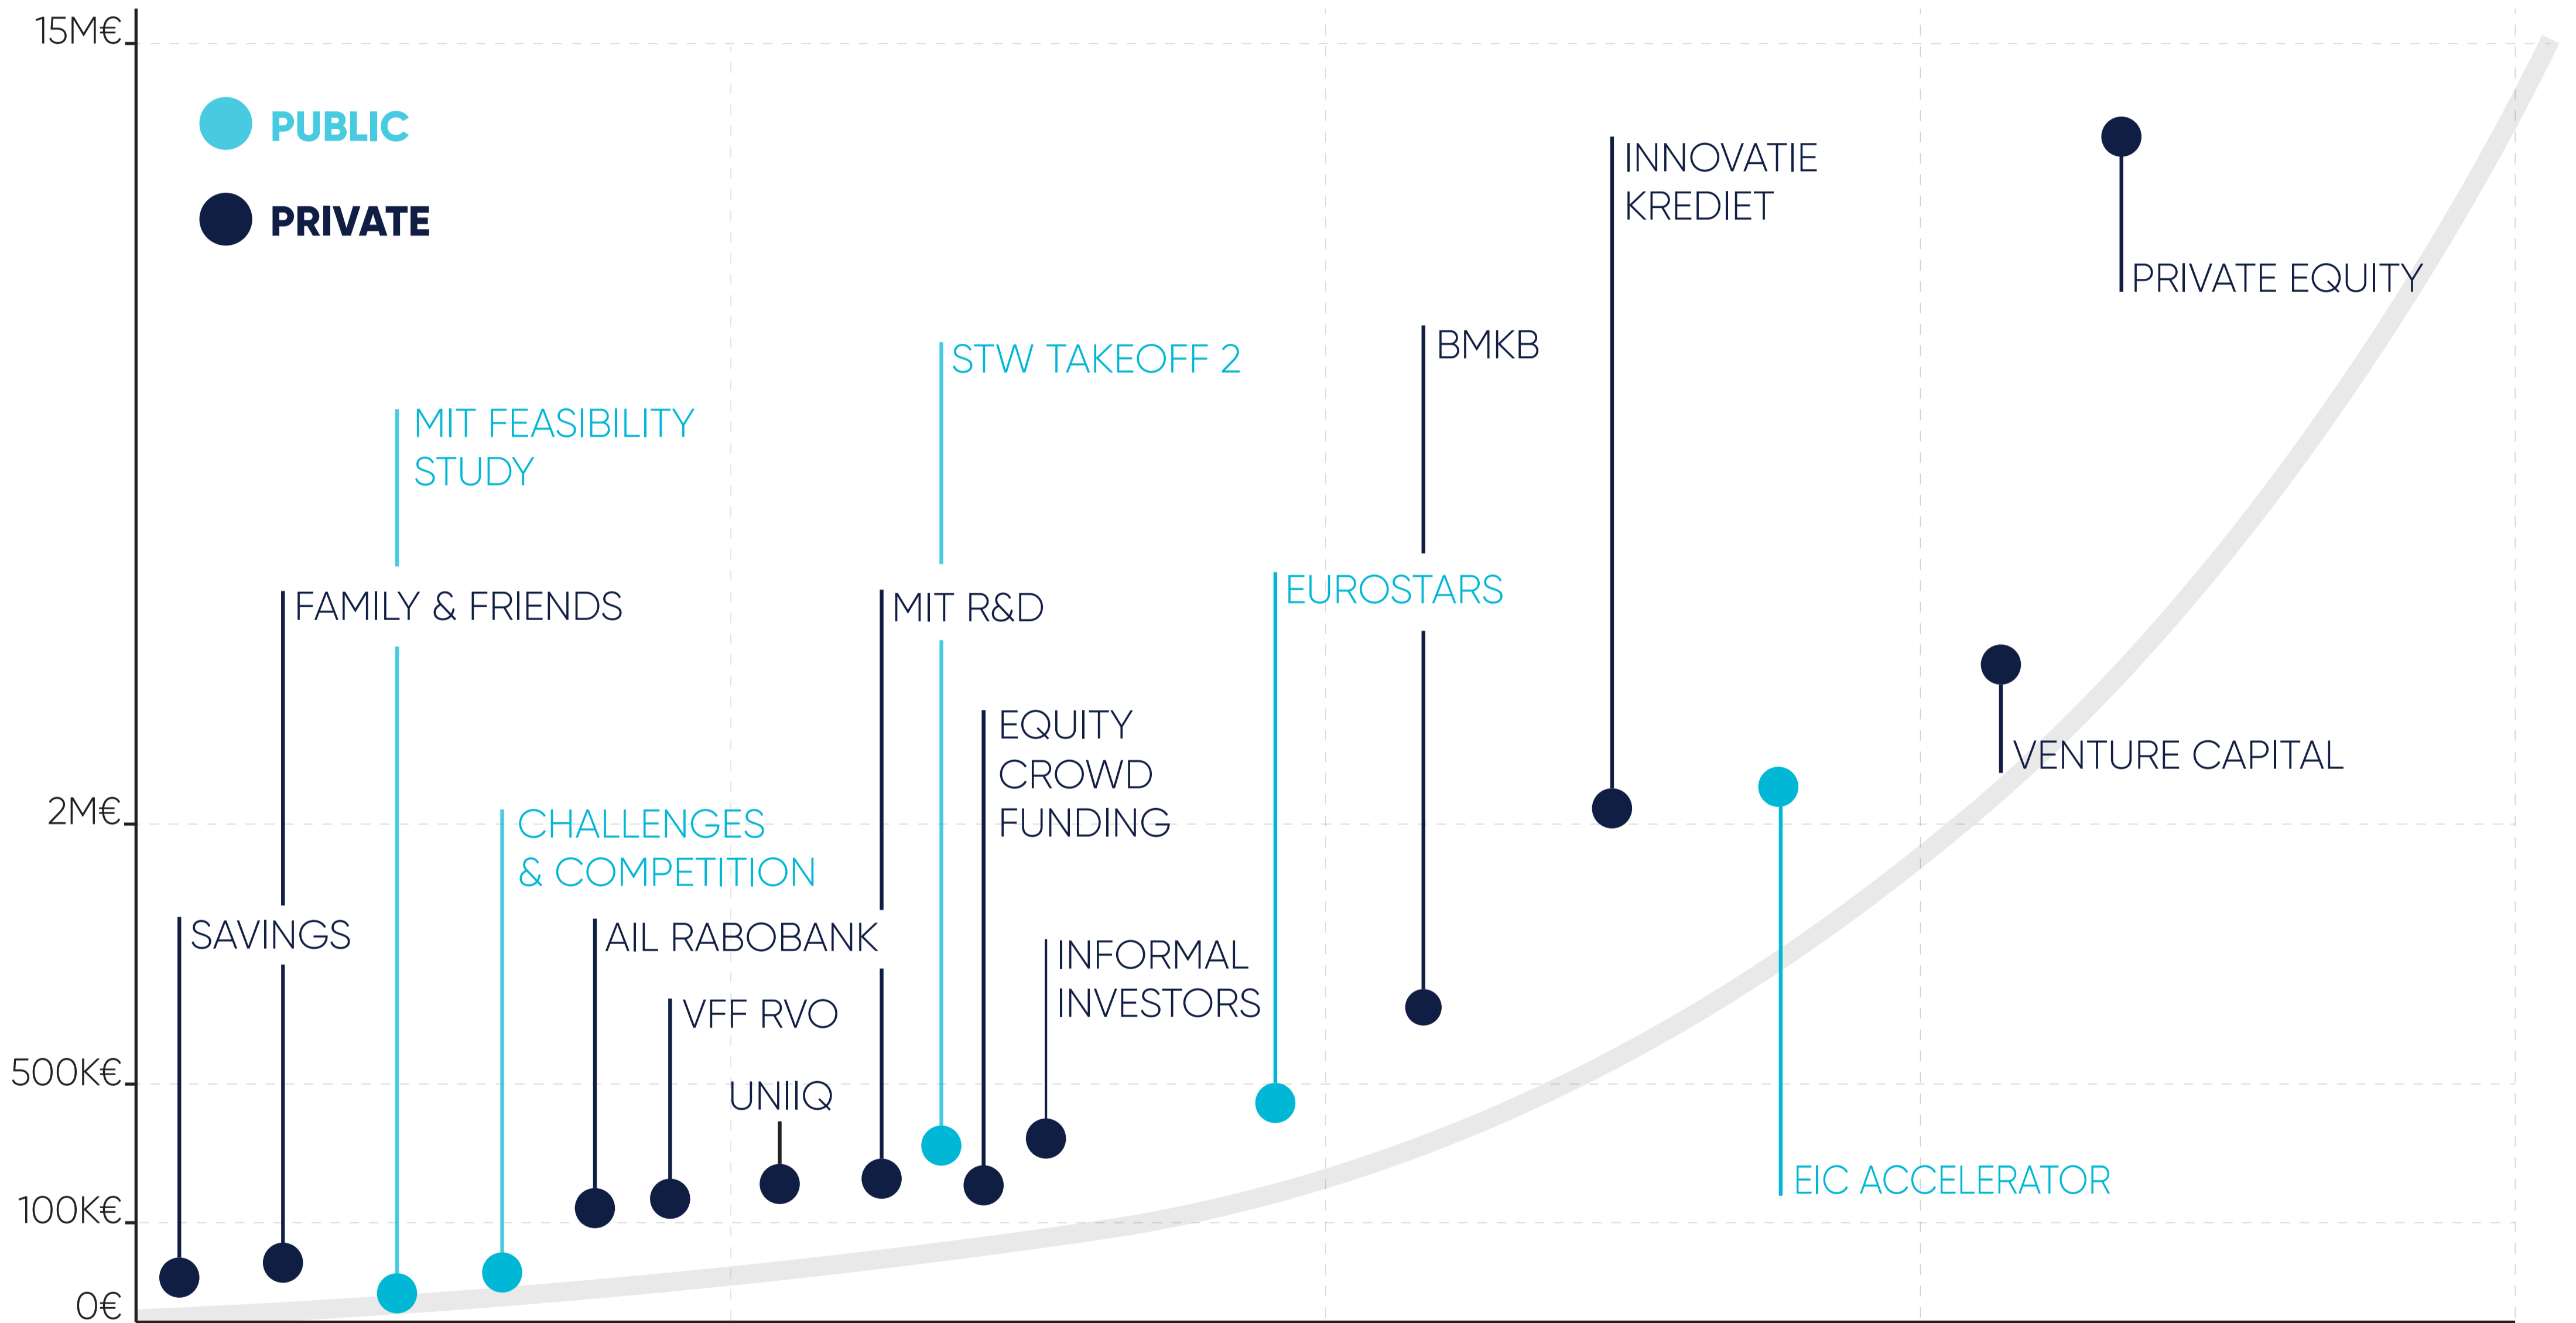 15M€
PUBLIC
PRIVATE
INNOVATIE
KREDIET
PRIVATE EQUITY
BMKB
STW TAKEOFF 2
MIT FEASIBILITY
STUDY
EUROSTARS
FAMILY & FRIENDS
MIT R&D
EQUITY
CROWD
FUNDING
VENTURE CAPITAL
2M€
CHALLENGES
& COMPETITION
SAVINGS
AIL RABOBANK
INFORMAL
INVESTORS
VFF RVO
500K€
UNIIQ
EIC ACCELERATOR
100K€
0€